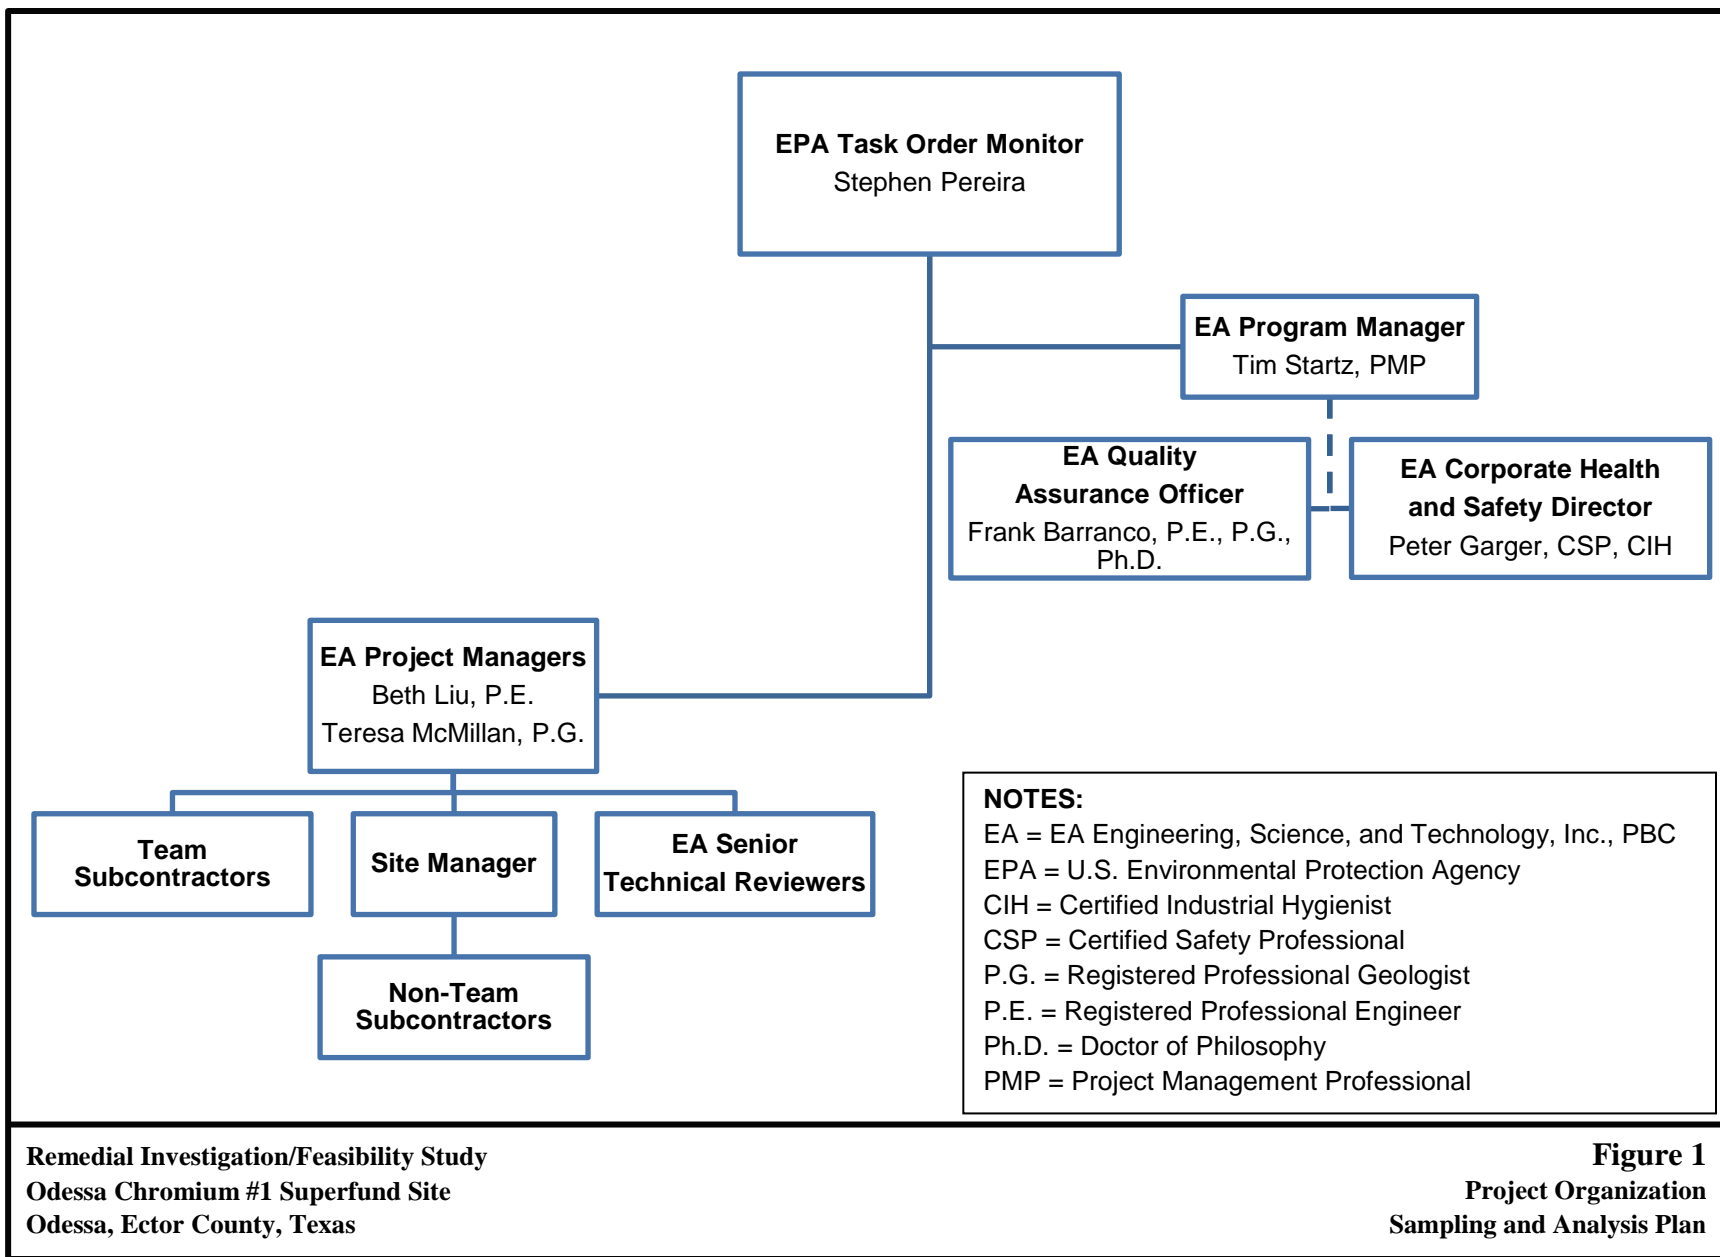 EPA Task Order Monitor
Stephen Pereira
EA Program Manager
Tim Startz, PMP
EA Quality
Assurance Officer
Frank Barranco, P.E., P.G.,
Ph.D.
EA Corporate Health
and Safety Director
Peter Garger, CSP, CIH
EA Project Managers
Beth Liu, P.E.
Teresa McMillan, P.G.
Team
Subcontractors
Site Manager
EA Senior
Technical Reviewers
Non-Team
Subcontractors
NOTES:
EA = EA Engineering, Science, and Technology, Inc., PBC
EPA = U.S. Environmental Protection Agency
CIH = Certified Industrial Hygienist
CSP = Certified Safety Professional
P.G. = Registered Professional Geologist
P.E. = Registered Professional Engineer
Ph.D. = Doctor of Philosophy
PMP = Project Management Professional
Remedial Investigation/Feasibility Study
Odessa Chromium #1 Superfund Site
Odessa, Ector County, Texas
Figure 1
Project Organization
Sampling and Analysis Plan